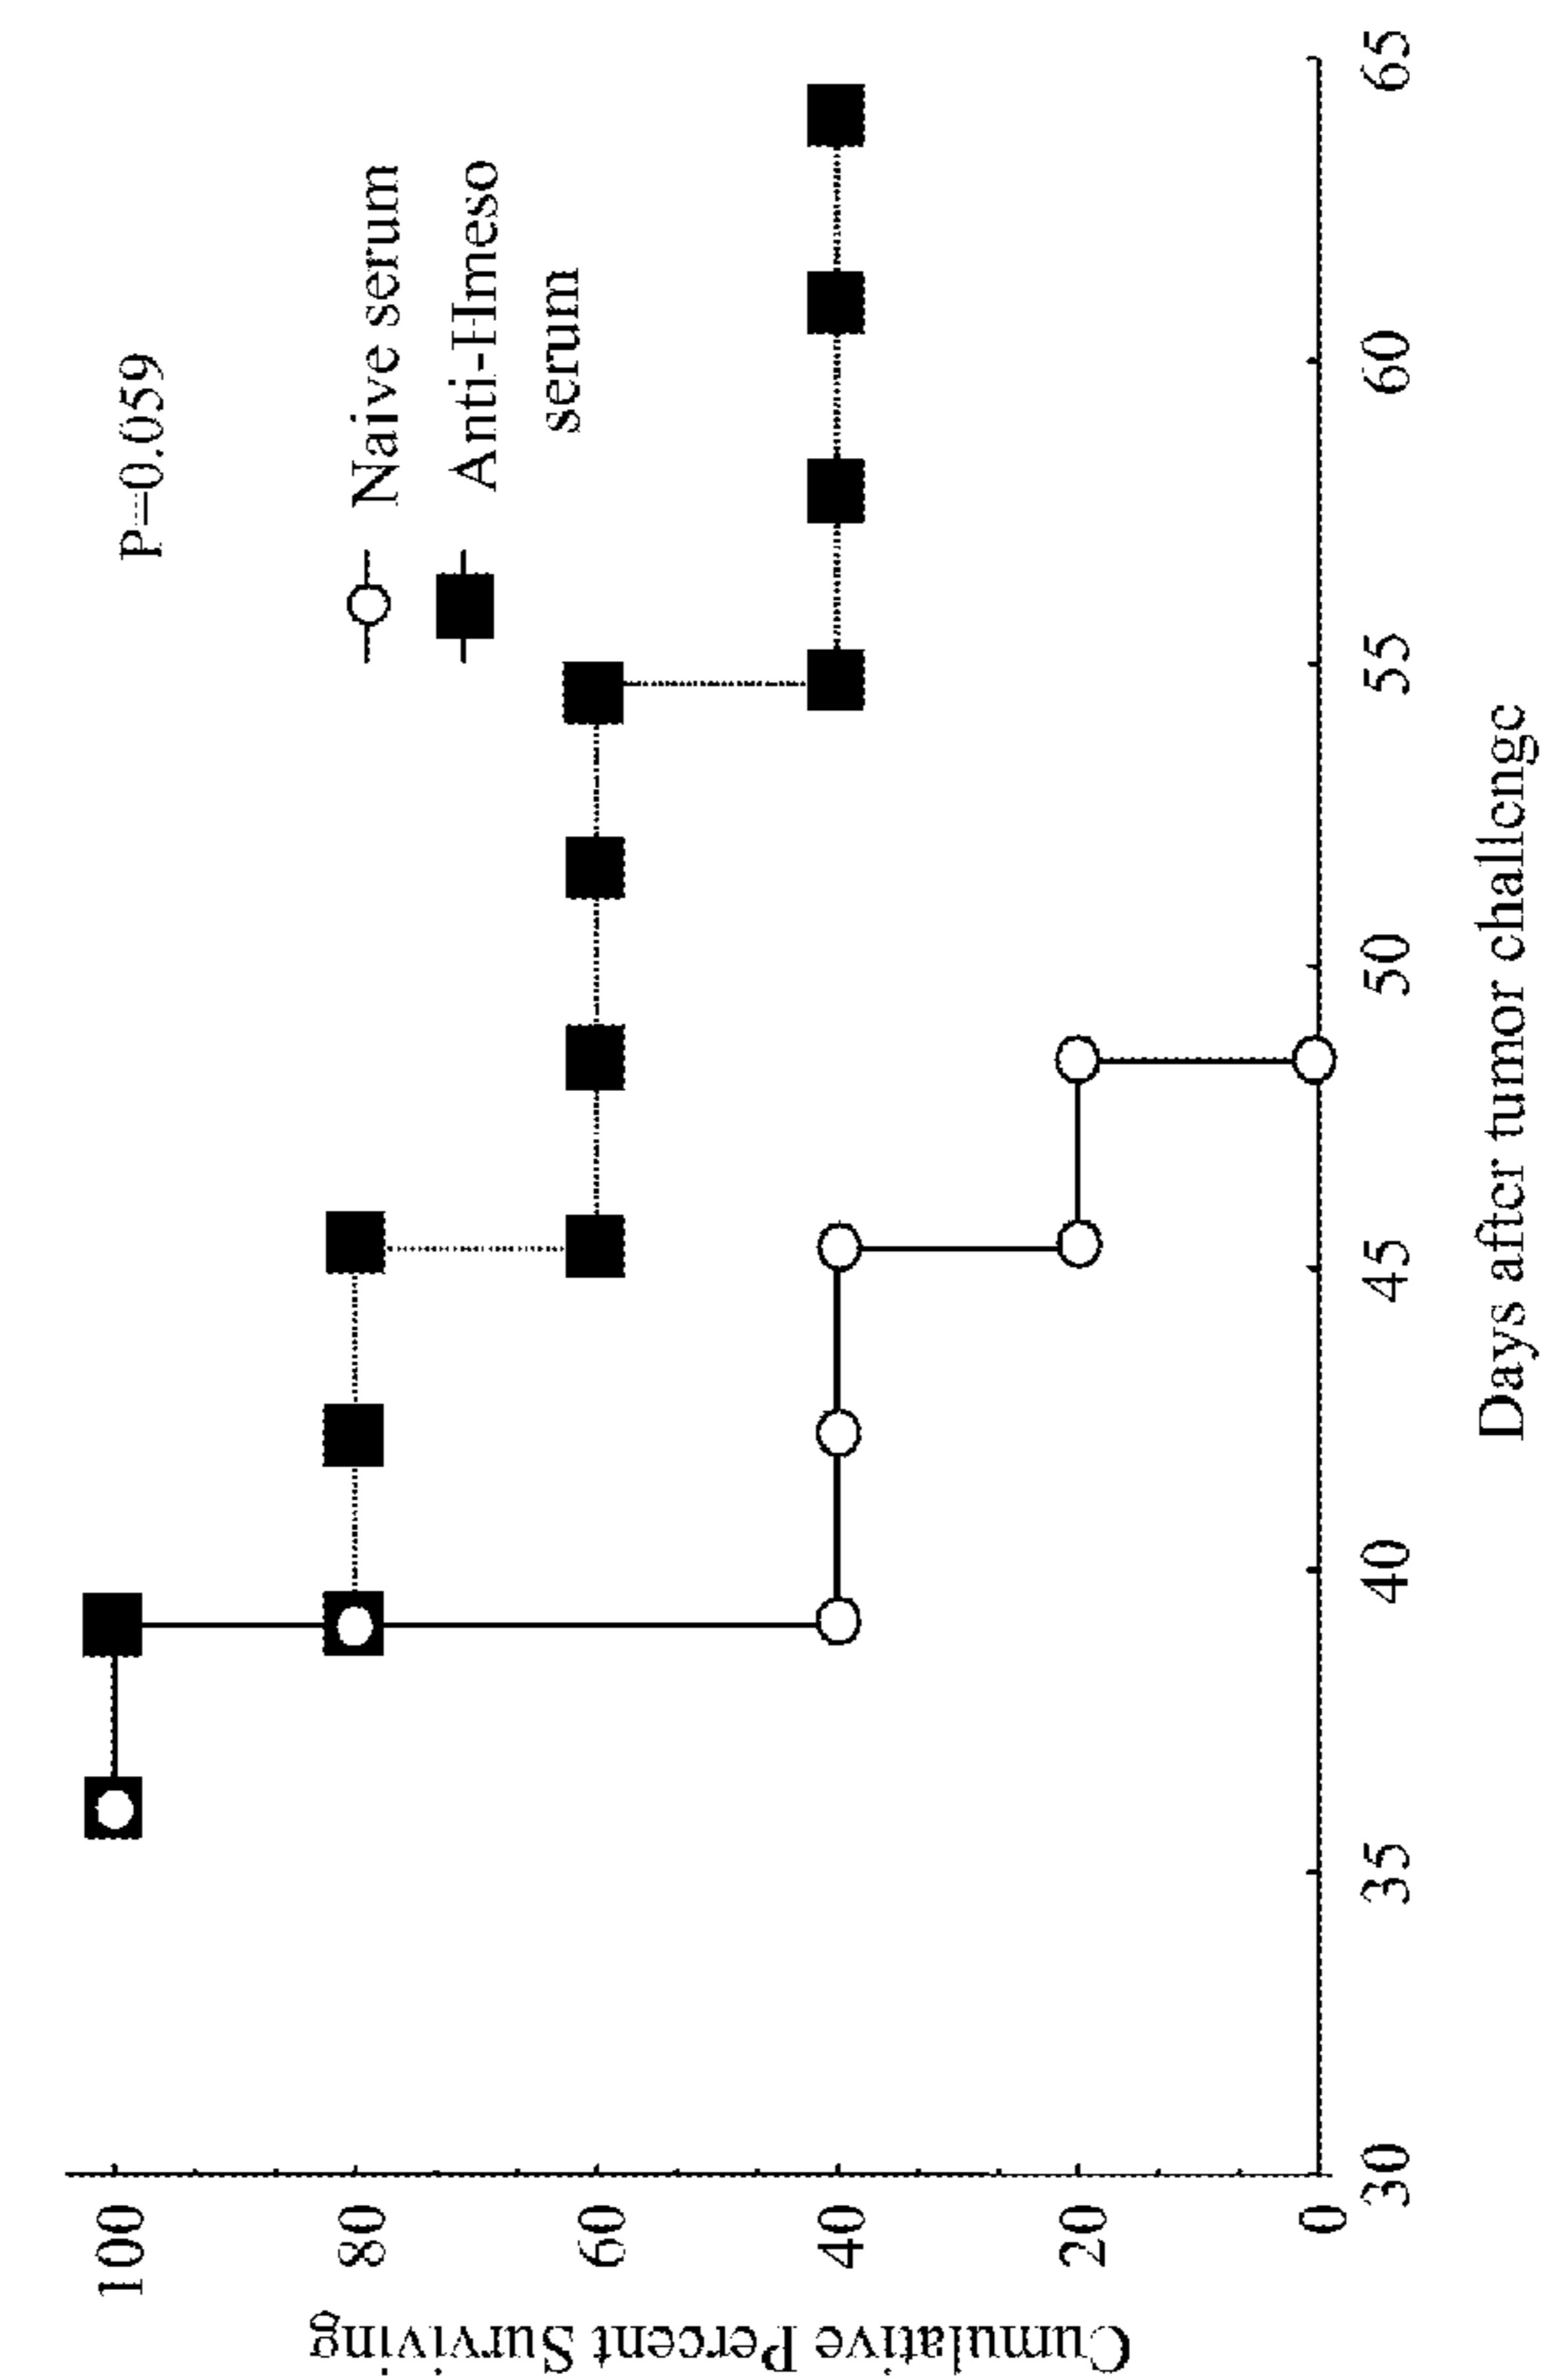 Cumulative Percent Surviving
100
80
60
40
20
0
30 35 40 45 50 55 60 65
Days after tumor challenge
P=0.059
Naive serum
Anti-Hmeso
serum